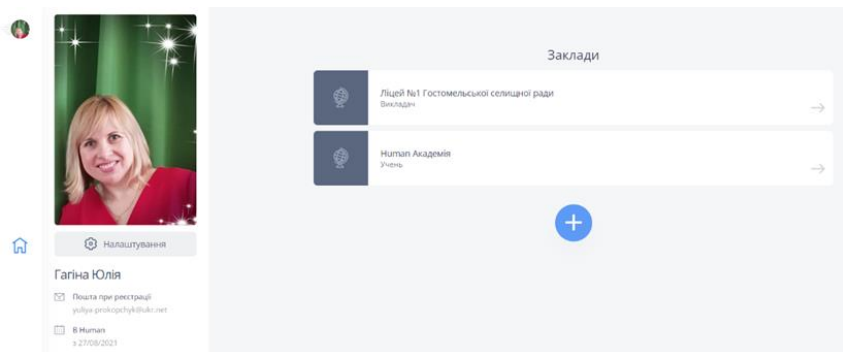 Заклади
Ліцей №1 Гостомельської селищної ради
Викладач
Human Академія
Учень
Налаштування
Гагіна Юлія
Пошта при реєстрації
yuliya-prokopchyk@ukr.net
В Human
з 27/08/2021